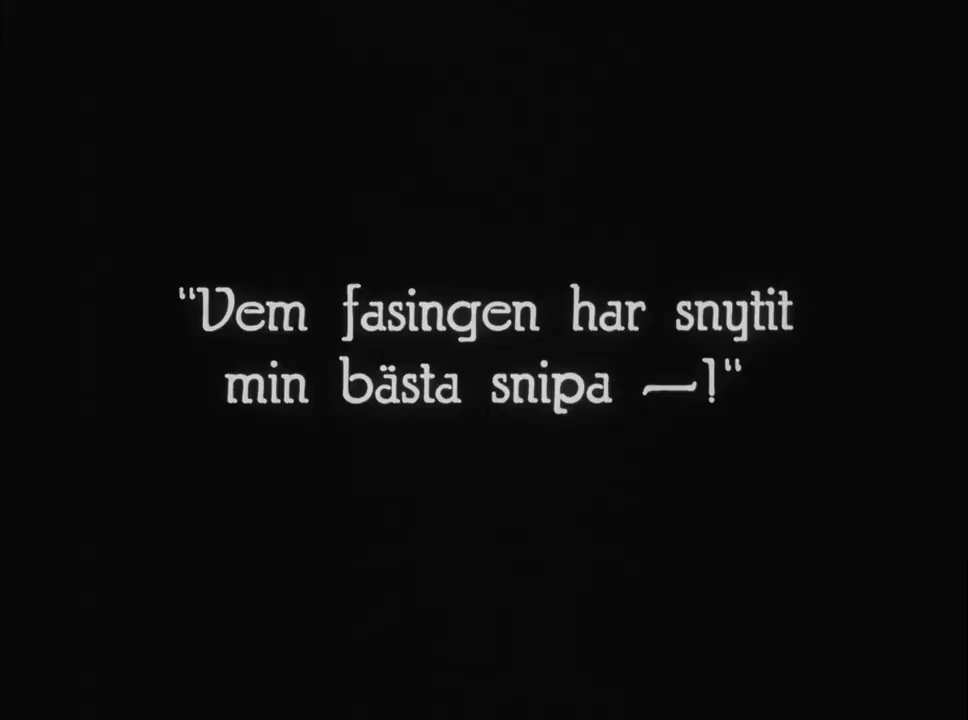 "Vem fasingen har snytit
min bästa snipa —!"